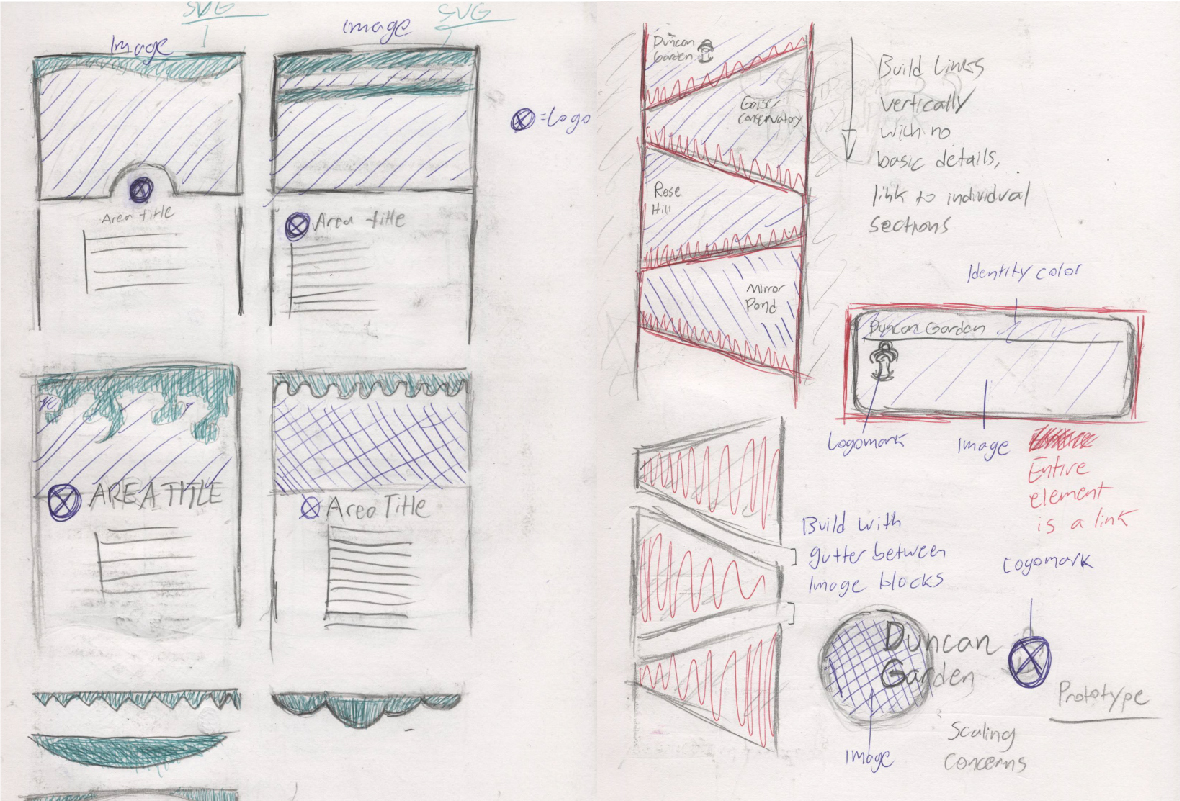 SVG
SVG
Image
Image
=Logo
Area title
Area title
AREA TITLE
Area Title
Duncan
Garden
conservatory
Rose
Hill
Mirror
Pond
Build Links
vertically
with no
basic details,
link to individual
sections
Identity color
Duncan Garden
Logomark
Image
Entire
element
is a link
Build with
gutter between
Image blocks
Logomark
Duncan
Garden
Image
Prototype
Scaling
concerns